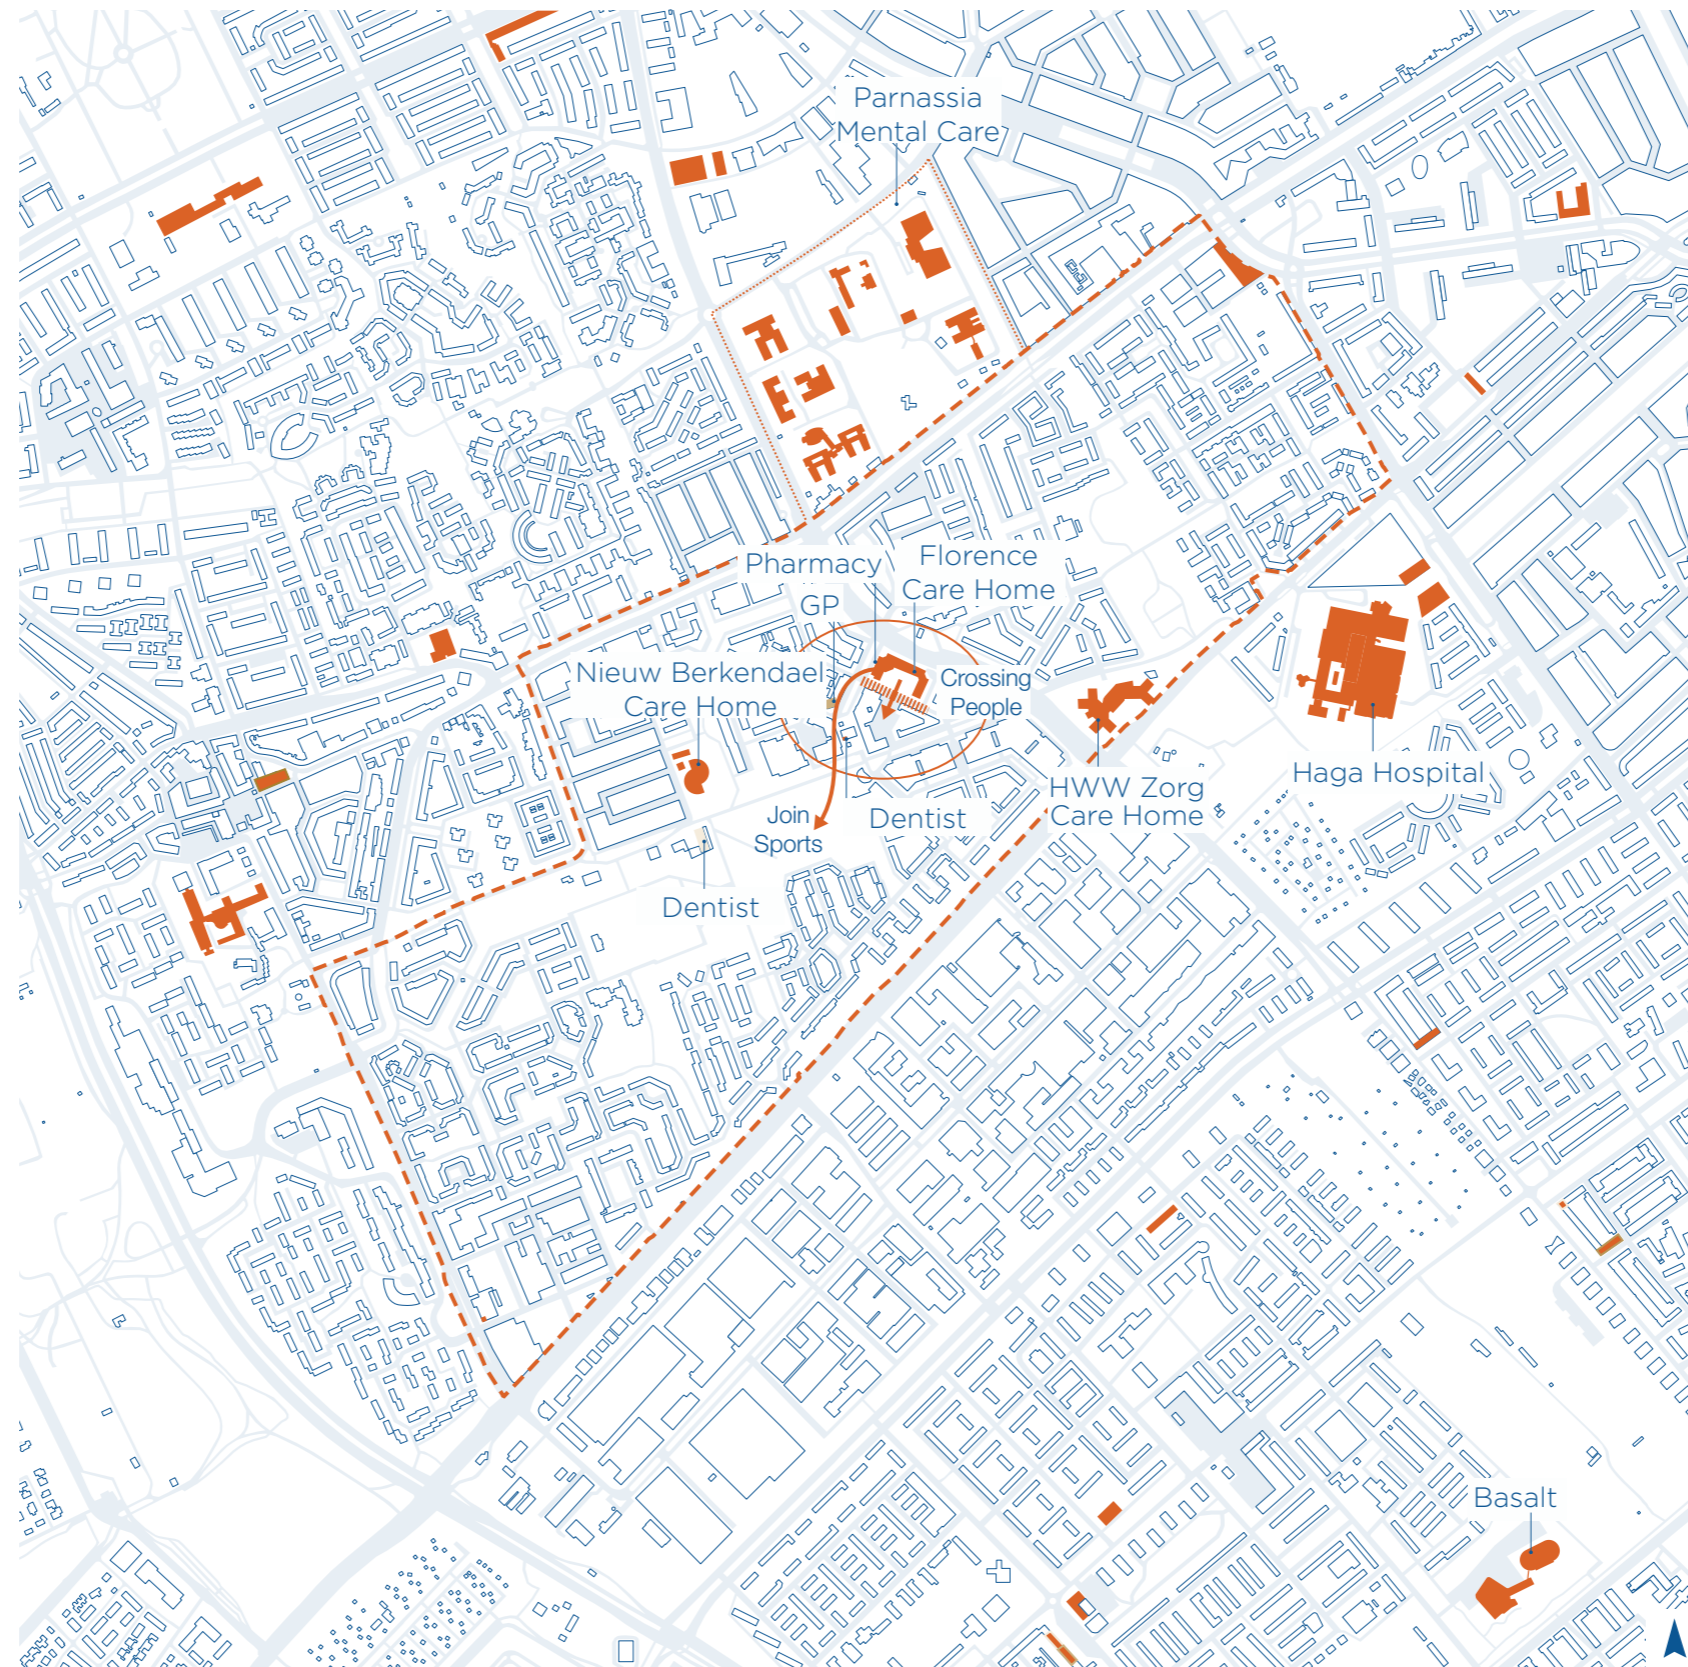 Parnassia
Mental Care
Pharmacy
Florence
Care Home
GP
Nieuw Berkendael
Care Home
Crossing
People
Haga Hospital
HWW Zorg
Care Home
Join
Sports
Dentist
Dentist
Basalt